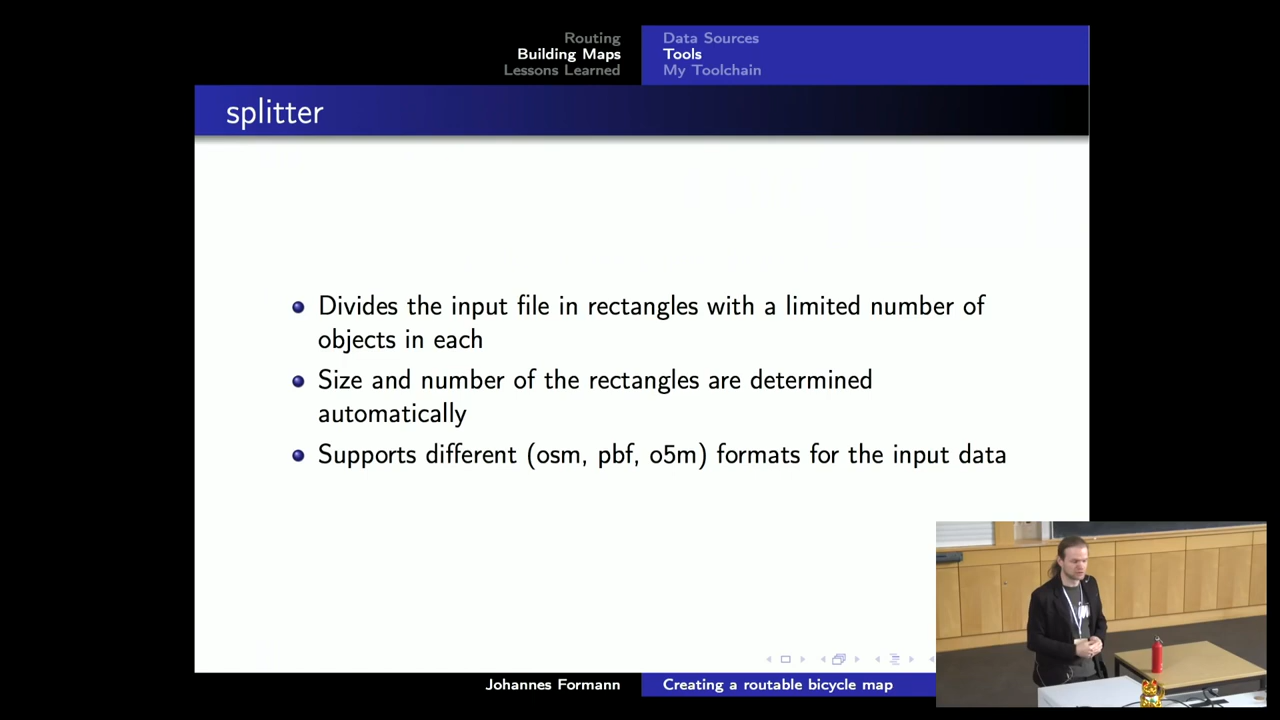 Routing
Building Maps
Lessons Learned
Data Sources
Tools
My Toolchain
splitter
Divides the input file in rectangles with a limited number of
objects in each
Size and number of the rectangles are determined
automatically
Supports different (osm, pbf, o5m) formats for the input data
Johannes Formann
Creating a routable bicycle map